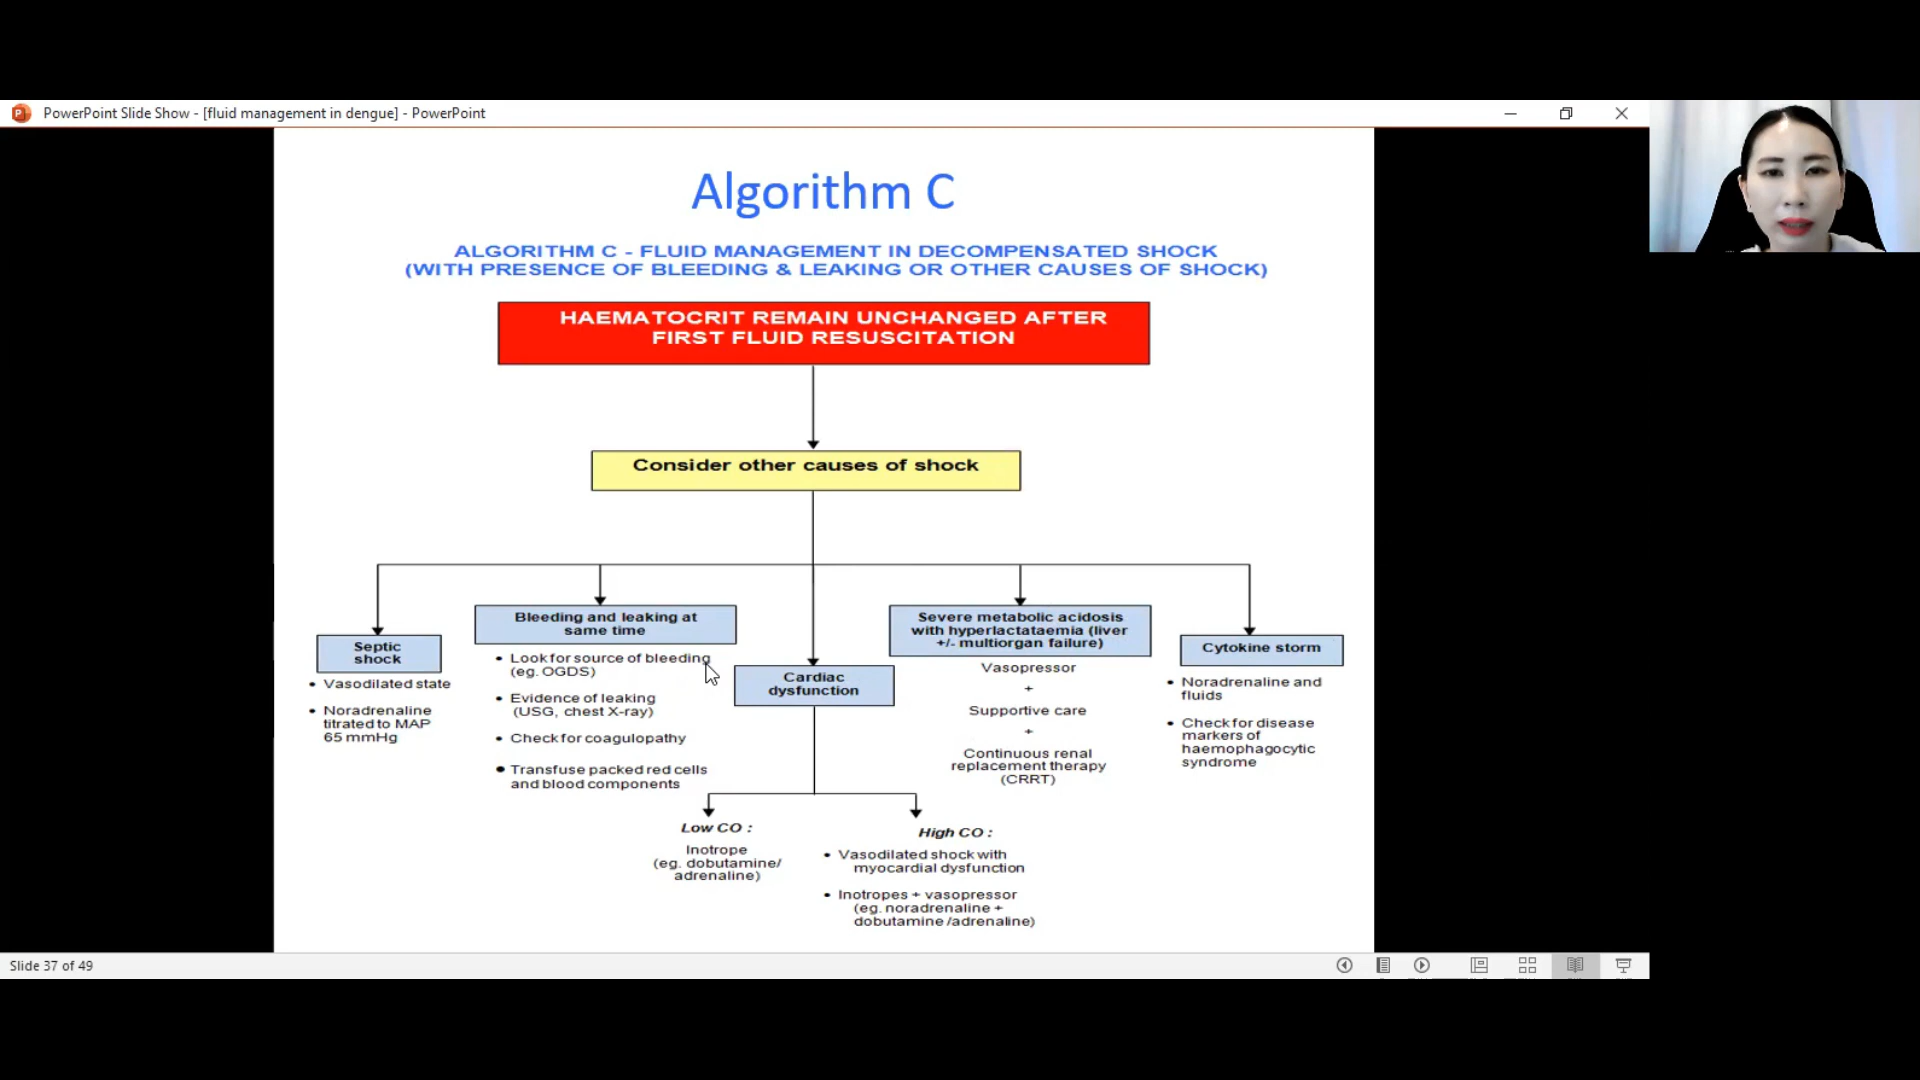 PowerPoint Slide Show - [fluid management in dengue] - PowerPoint
Algorithm C
ALGORITHM C - FLUID MANAGEMENT IN DECOMPENSATED SHOCK
(WITH PRESENCE OF BLEEDING & LEAKING OR OTHER CAUSES OF SHOCK)
HAEMATOCRIT REMAIN UNCHANGED AFTER
FIRST FLUID RESUSCITATION
Consider other causes of shock
Septic
shock
• Vasodilated state
• Noradrenaline
titrated to MAP
65 mmHg
Bleeding and leaking at
same time
• Look for source of bleeding
(eg. OGDS)
• Evidence of leaking
(USG, chest X-ray)
• Check for coagulopathy
• Transfuse packed red cells
and blood components
Cardiac
dysfunction
Low CO :
Inotrope
(eg. dobutamine/
adrenaline)
High CO :
• Vasodilated shock with
myocardial dysfunction
• Inotropes + vasopressor
(eg. noradrenaline +
dobutamine /adrenaline)
Severe metabolic acidosis
with hyperlactataemia (liver
+/- multiorgan failure)
Vasopressor
+
Supportive care
+
Continuous renal
replacement therapy
(CRRT)
Cytokine storm
• Noradrenaline and
fluids
• Check for disease
markers of
haemophagocytic
syndrome
Slide 37 of 49